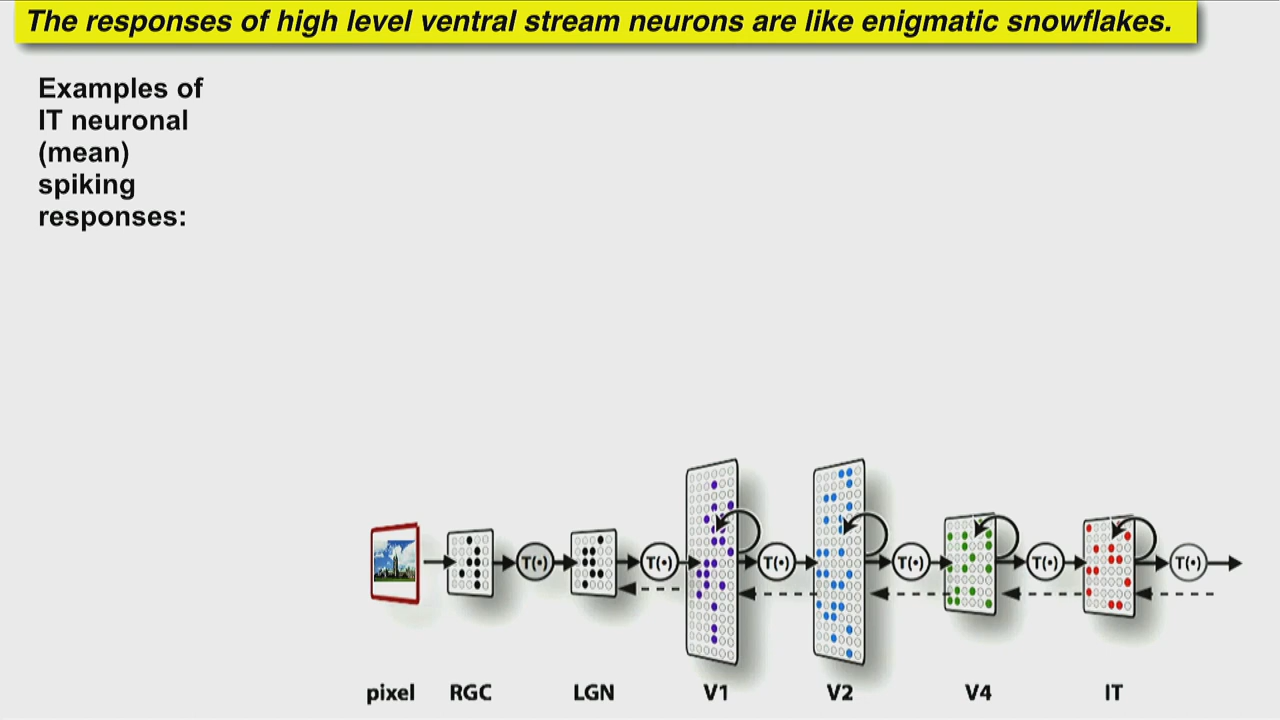 The responses of high level ventral stream neurons are like enigmatic snowflakes.
Examples of
IT neuronal
(mean)
spiking
responses:
T(•) T(•) T(•) T(•) T(•) T(•)
pixel RGC LGN V1 V2 V4 IT